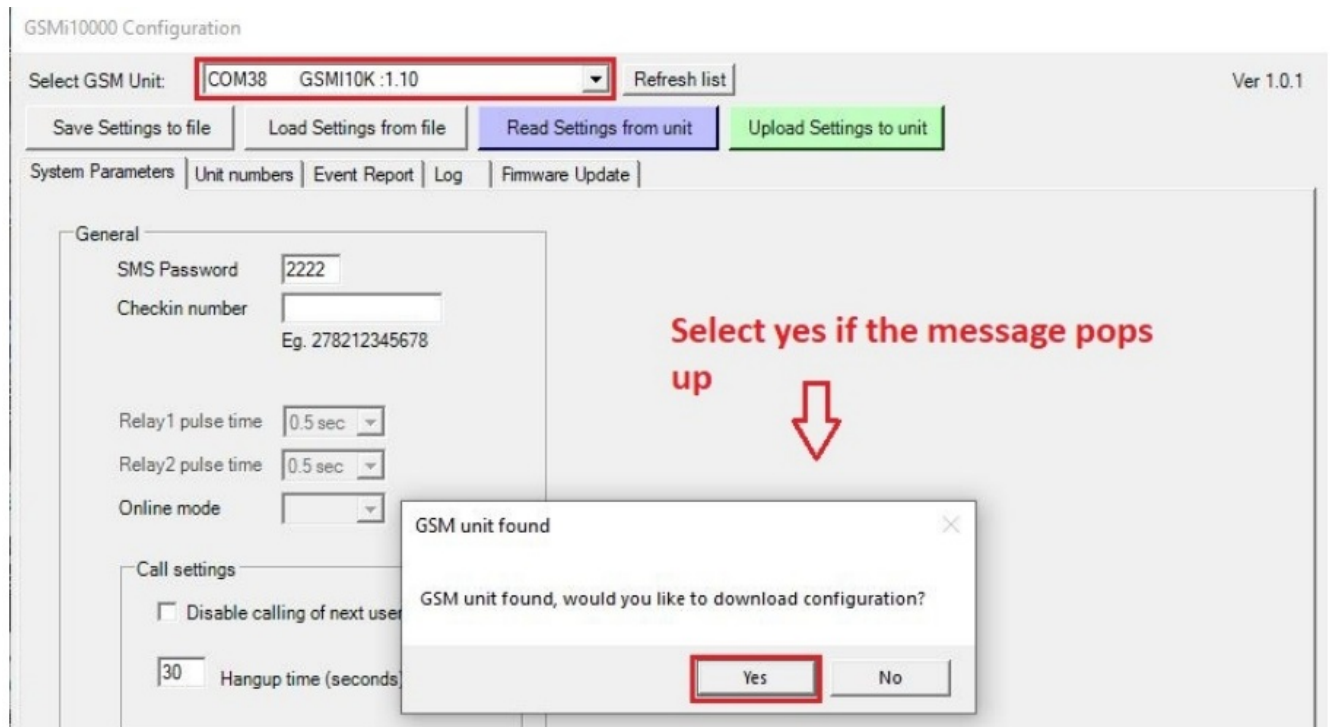 GSMi10000 Configuration
Select GSM Unit: COM38 GSMI10K :1.10 Refresh list Ver 1.0.1
Save Settings to file Load Settings from file Read Settings from unit Upload Settings to unit
System Parameters Unit numbers Event Report Log Firmware Update
General
SMS Password 2222
Checkin number
Eg. 278212345678
Select yes if the message pops
up
Relay1 pulse time 0.5 sec
Relay2 pulse time 0.5 sec
Online mode
GSM unit found
Call settings
GSM unit found, would you like to download configuration?
Disable calling of next user
30 Hangup time (seconds)
Yes No